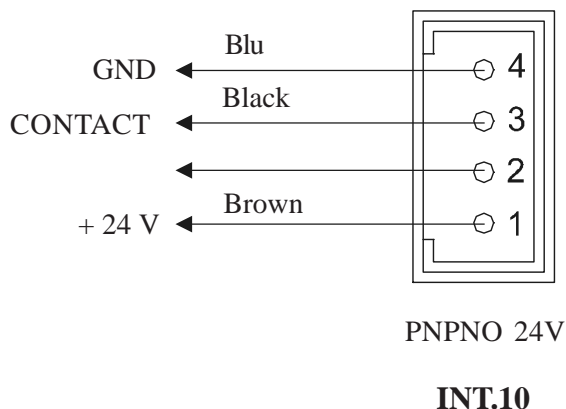 GND Blu 4
CONTACT Black 3
2
+ 24 V Brown 1
PNPNO 24V
INT.10